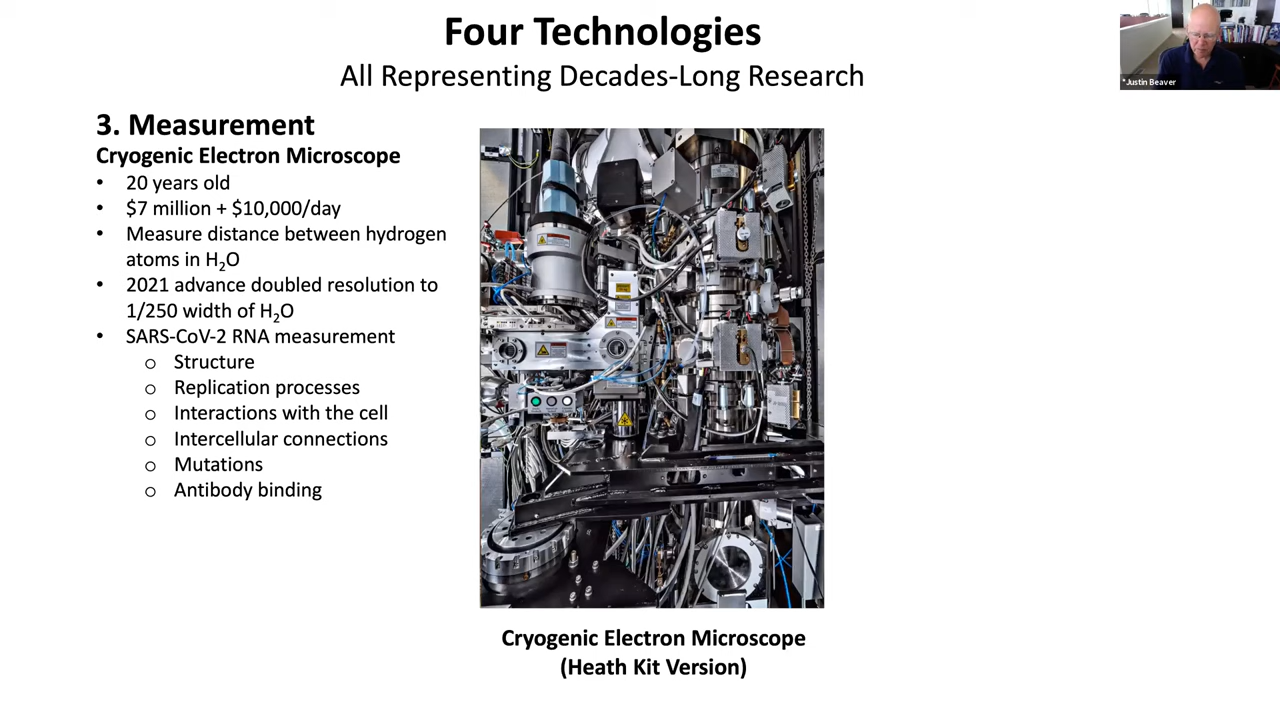 Four Technologies
All Representing Decades-Long Research
*Justin Beaver
3. Measurement
Cryogenic Electron Microscope
• 20 years old
• $7 million + $10,000/day
• Measure distance between hydrogen
atoms in H₂O
• 2021 advance doubled resolution to
1/250 width of H₂O
• SARS-CoV-2 RNA measurement
o Structure
o Replication processes
o Interactions with the cell
o Intercellular connections
o Mutations
o Antibody binding
Cryogenic Electron Microscope
(Heath Kit Version)